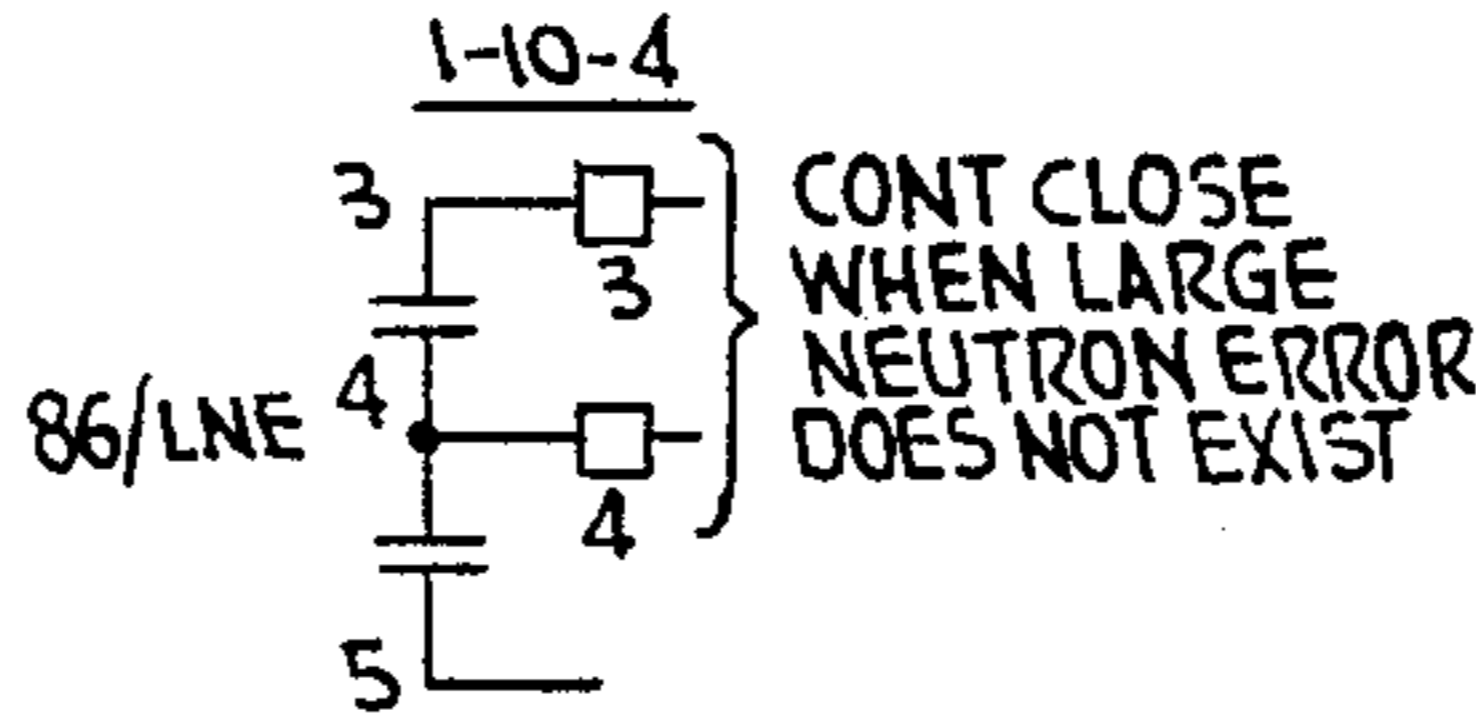 1-10-4
3
3
CONT CLOSE
WHEN LARGE
NEUTRON ERROR
DOES NOT EXIST
86/LNE
4
4
5